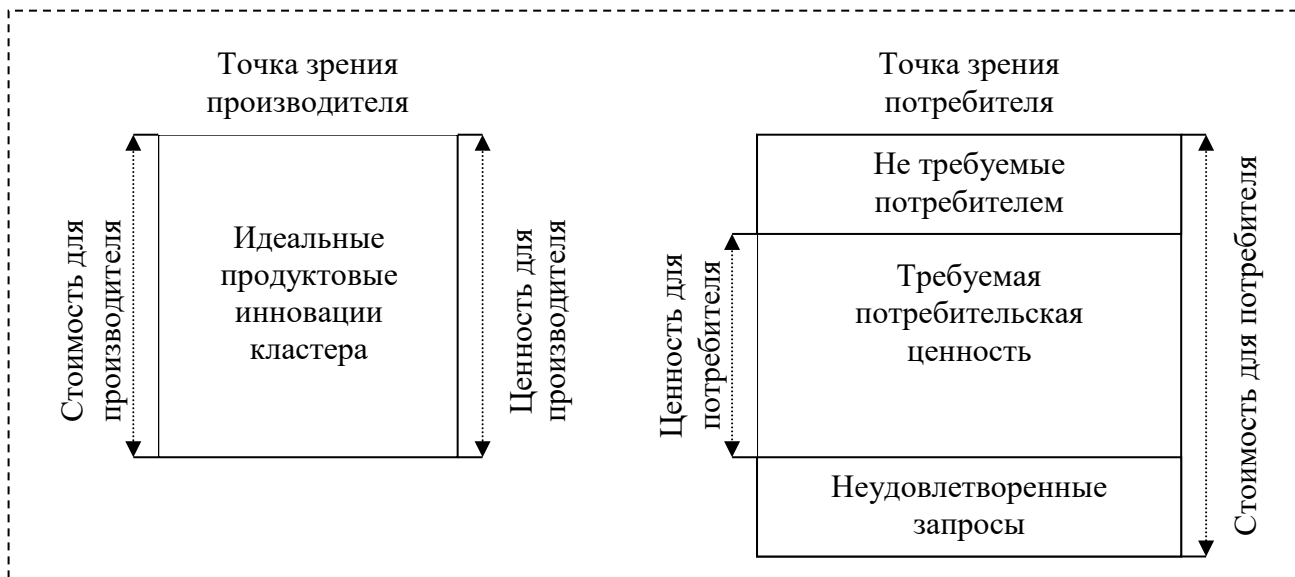 Точка зрения
производителя
Стоимость для
производителя
Идеальные
продуктовые
инновации
кластера
Ценность для
производителя
Точка зрения
потребителя
Ценность для
потребителя
Не требуемые
потребителем
Требуемая
потребительская
ценность
Неудовлетворенные
запросы
Стоимость для потребителя